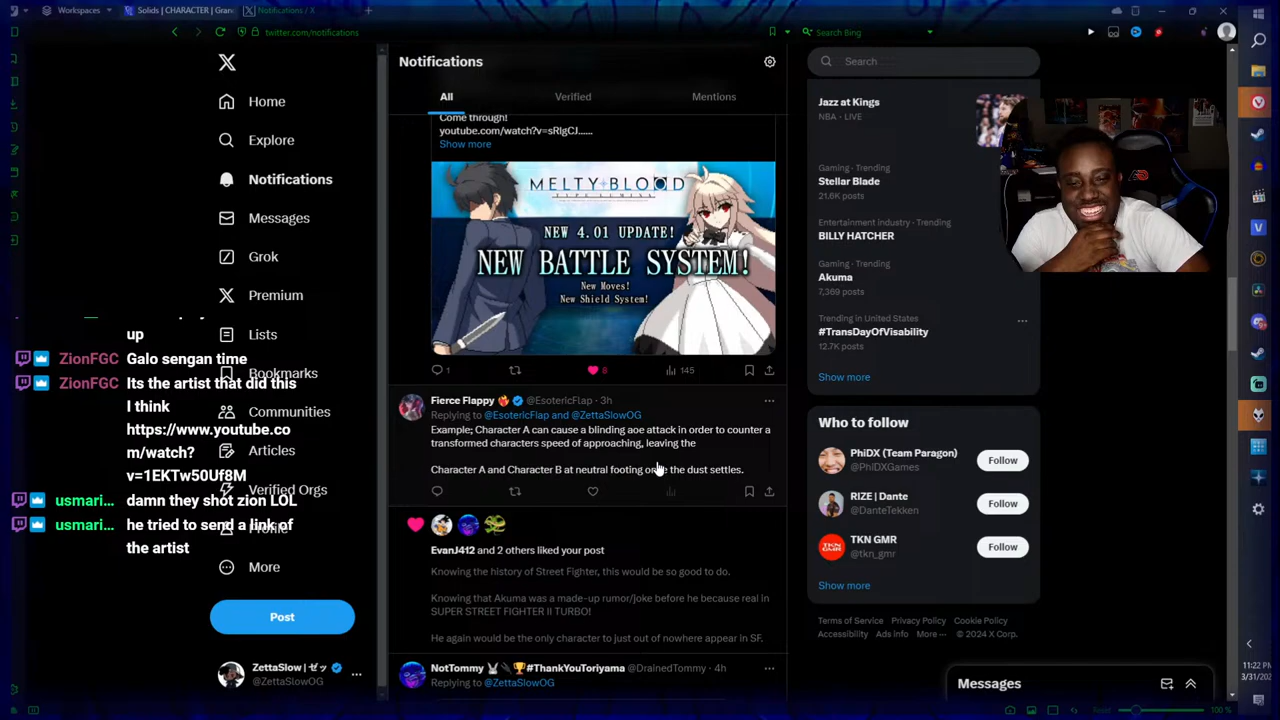 Workspaces
Solids | CHARACTER | Gran
Notifications / X
twitter.com/notifications
Search Bing
Home
Explore
Notifications
Messages
Grok
Premium
Lists
Bookmarks
Communities
Articles
Verified Orgs
Profile
More
Post
ZettaSlow | ゼッ
@ZettaSlowOG
up
ZionFGC Galo sengan time
ZionFGC Its the artist that did this
I think
https://www.youtube.co
m/watch?
v=1EKTw50Uf8M
usmari... damn they shot zion LOL
usmari... he tried to send a link of
the artist
Notifications
All
Verified
Mentions
Come through!
youtube.com/watch?v=sRlgCJ......
Show more
MELTY BLOOD
TYPE LUMINA
NEW 4.01 UPDATE!
NEW BATTLE SYSTEM!
New Moves!
New Shield System!
1
8
145
Fierce Flappy @EsotericFlap · 3h
Replying to @EsotericFlap and @ZettaSlowOG
Example; Character A can cause a blinding aoe attack in order to counter a
transformed characters speed of approaching, leaving the
Character A and Character B at neutral footing once the dust settles.
EvanJ412 and 2 others liked your post
Knowing the history of Street Fighter, this would be so good to do.
Knowing that Akuma was a made-up rumor/joke before he because real in
SUPER STREET FIGHTER II TURBO!
He again would be the only character to just out of nowhere appear in SF.
NotTommy #ThankYouToriyama @DrainedTommy · 4h
Replying to @ZettaSlowOG
Search
Jazz at Kings
NBA · LIVE
Gaming · Trending
Stellar Blade
21.6K posts
Entertainment industry · Trending
BILLY HATCHER
Gaming · Trending
Akuma
7,369 posts
Trending in United States
#TransDayOfVisability
12.7K posts
Show more
Who to follow
PhiDX (Team Paragon)
@PhiDXGames
Follow
RIZE | Dante
@DanteTekken
Follow
TKN GMR
@tkn_gmr
Follow
Show more
Terms of Service Privacy Policy Cookie Policy
Accessibility Ads info More ··· © 2024 X Corp.
Messages
11:22 PM
3/31/202
Reset
100 %